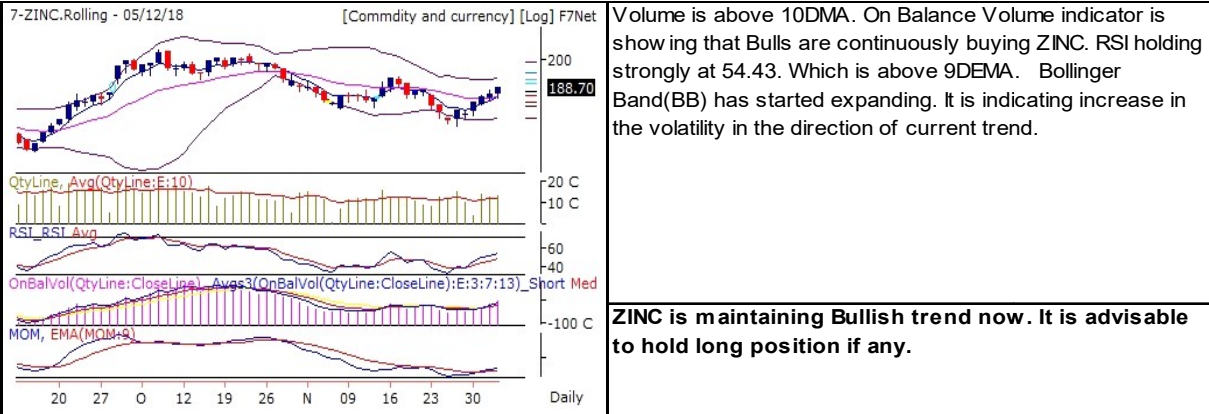 7-ZINC.Rolling - 05/12/18 [Commdity and currency] [Log] F7Net
200
188.70
QtyLine, Avg(QtyLine:E:10)
20 C
10 C
RSI_RSI Avg
60
40
OnBalVol(QtyLine:CloseLine) Avgs3(OnBalVol(QtyLine:CloseLine):E:3:7:13)_Short Med
-100 C
MOM, EMA(MOM:9)
20 27 O 12 19 26 N 09 16 23 30 Daily
Volume is above 10DMA. On Balance Volume indicator is
showing that Bulls are continuously buying ZINC. RSI holding
strongly at 54.43. Which is above 9DEMA. Bollinger
Band(BB) has started expanding. It is indicating increase in
the volatility in the direction of current trend.
ZINC is maintaining Bullish trend now. It is advisable
to hold long position if any.